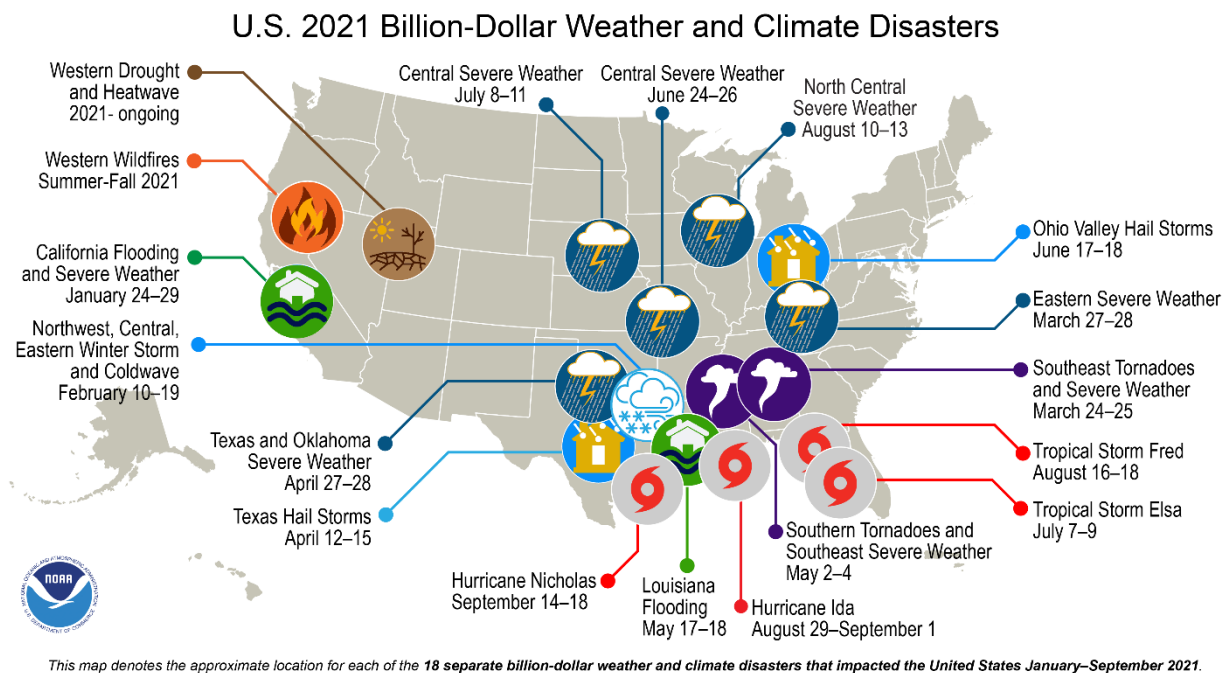 U.S. 2021 Billion-Dollar Weather and Climate Disasters
Western Drought
and Heatwave
2021- ongoing
Central Severe Weather
July 8–11
Central Severe Weather
June 24–26
North Central
Severe Weather
August 10–13
Western Wildfires
Summer-Fall 2021
California Flooding
and Severe Weather
January 24–29
Northwest, Central,
Eastern Winter Storm
and Coldwave
February 10–19
Ohio Valley Hail Storms
June 17–18
Eastern Severe Weather
March 27–28
Southeast Tornadoes
and Severe Weather
March 24–25
Texas and Oklahoma
Severe Weather
April 27–28
Texas Hail Storms
April 12–15
Tropical Storm Fred
August 16–18
Tropical Storm Elsa
July 7–9
Southern Tornadoes and
Southeast Severe Weather
May 2–4
Hurricane Nicholas
September 14–18
Louisiana
Flooding
May 17–18
Hurricane Ida
August 29–September 1
NATIONAL OCEANIC AND ATMOSPHERIC ADMINISTRATION
NOAA
U.S. DEPARTMENT OF COMMERCE
This map denotes the approximate location for each of the 18 separate billion-dollar weather and climate disasters that impacted the United States January–September 2021.